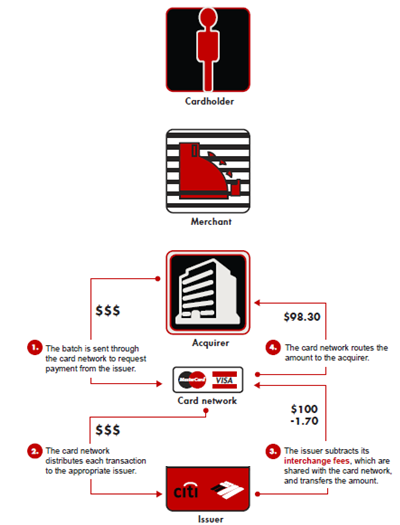 Cardholder
Merchant
Acquirer
$$$
1.
The batch is sent through
the card network to request
payment from the issuer.
$98.30
4.
The card network routes the
amount to the acquirer.
MasterCard
VISA
Card network
$$$
2.
The card network
distributes each transaction
to the appropriate issuer.
$100
-1.70
3.
The issuer subtracts its
interchange fees, which are
shared with the card network,
and transfers the amount.
citi
Issuer